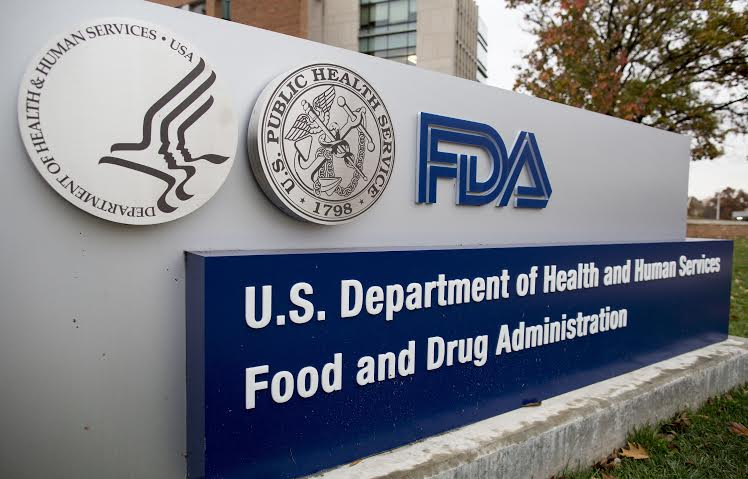 DEPARTMENT OF HEALTH & HUMAN SERVICES • USA
U.S. PUBLIC HEALTH SERVICE
• 1798 •
FDA
U.S. Department of Health and Human Services
Food and Drug Administration